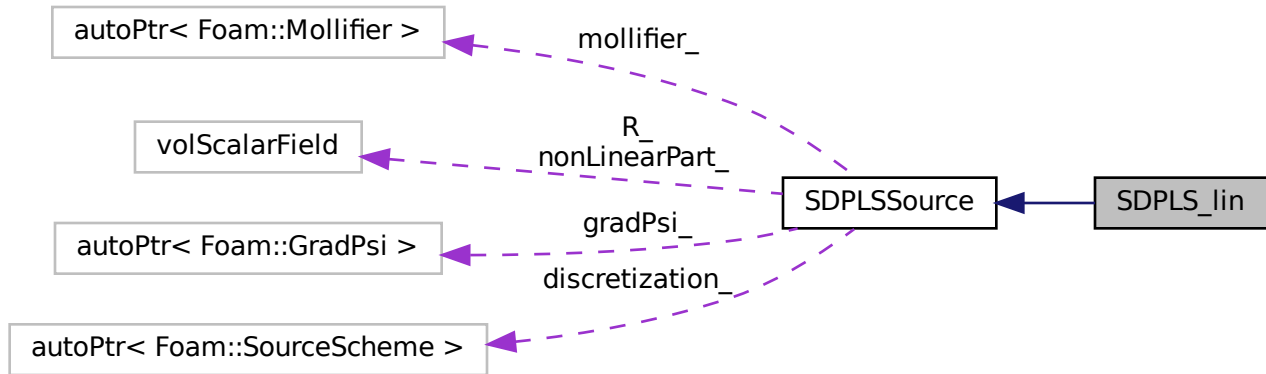 autoPtr< Foam::Mollifier >
mollifier_
volScalarField
R_
nonLinearPart_
SDPLSSource
SDPLS_lin
autoPtr< Foam::GradPsi >
gradPsi_
discretization_
autoPtr< Foam::SourceScheme >